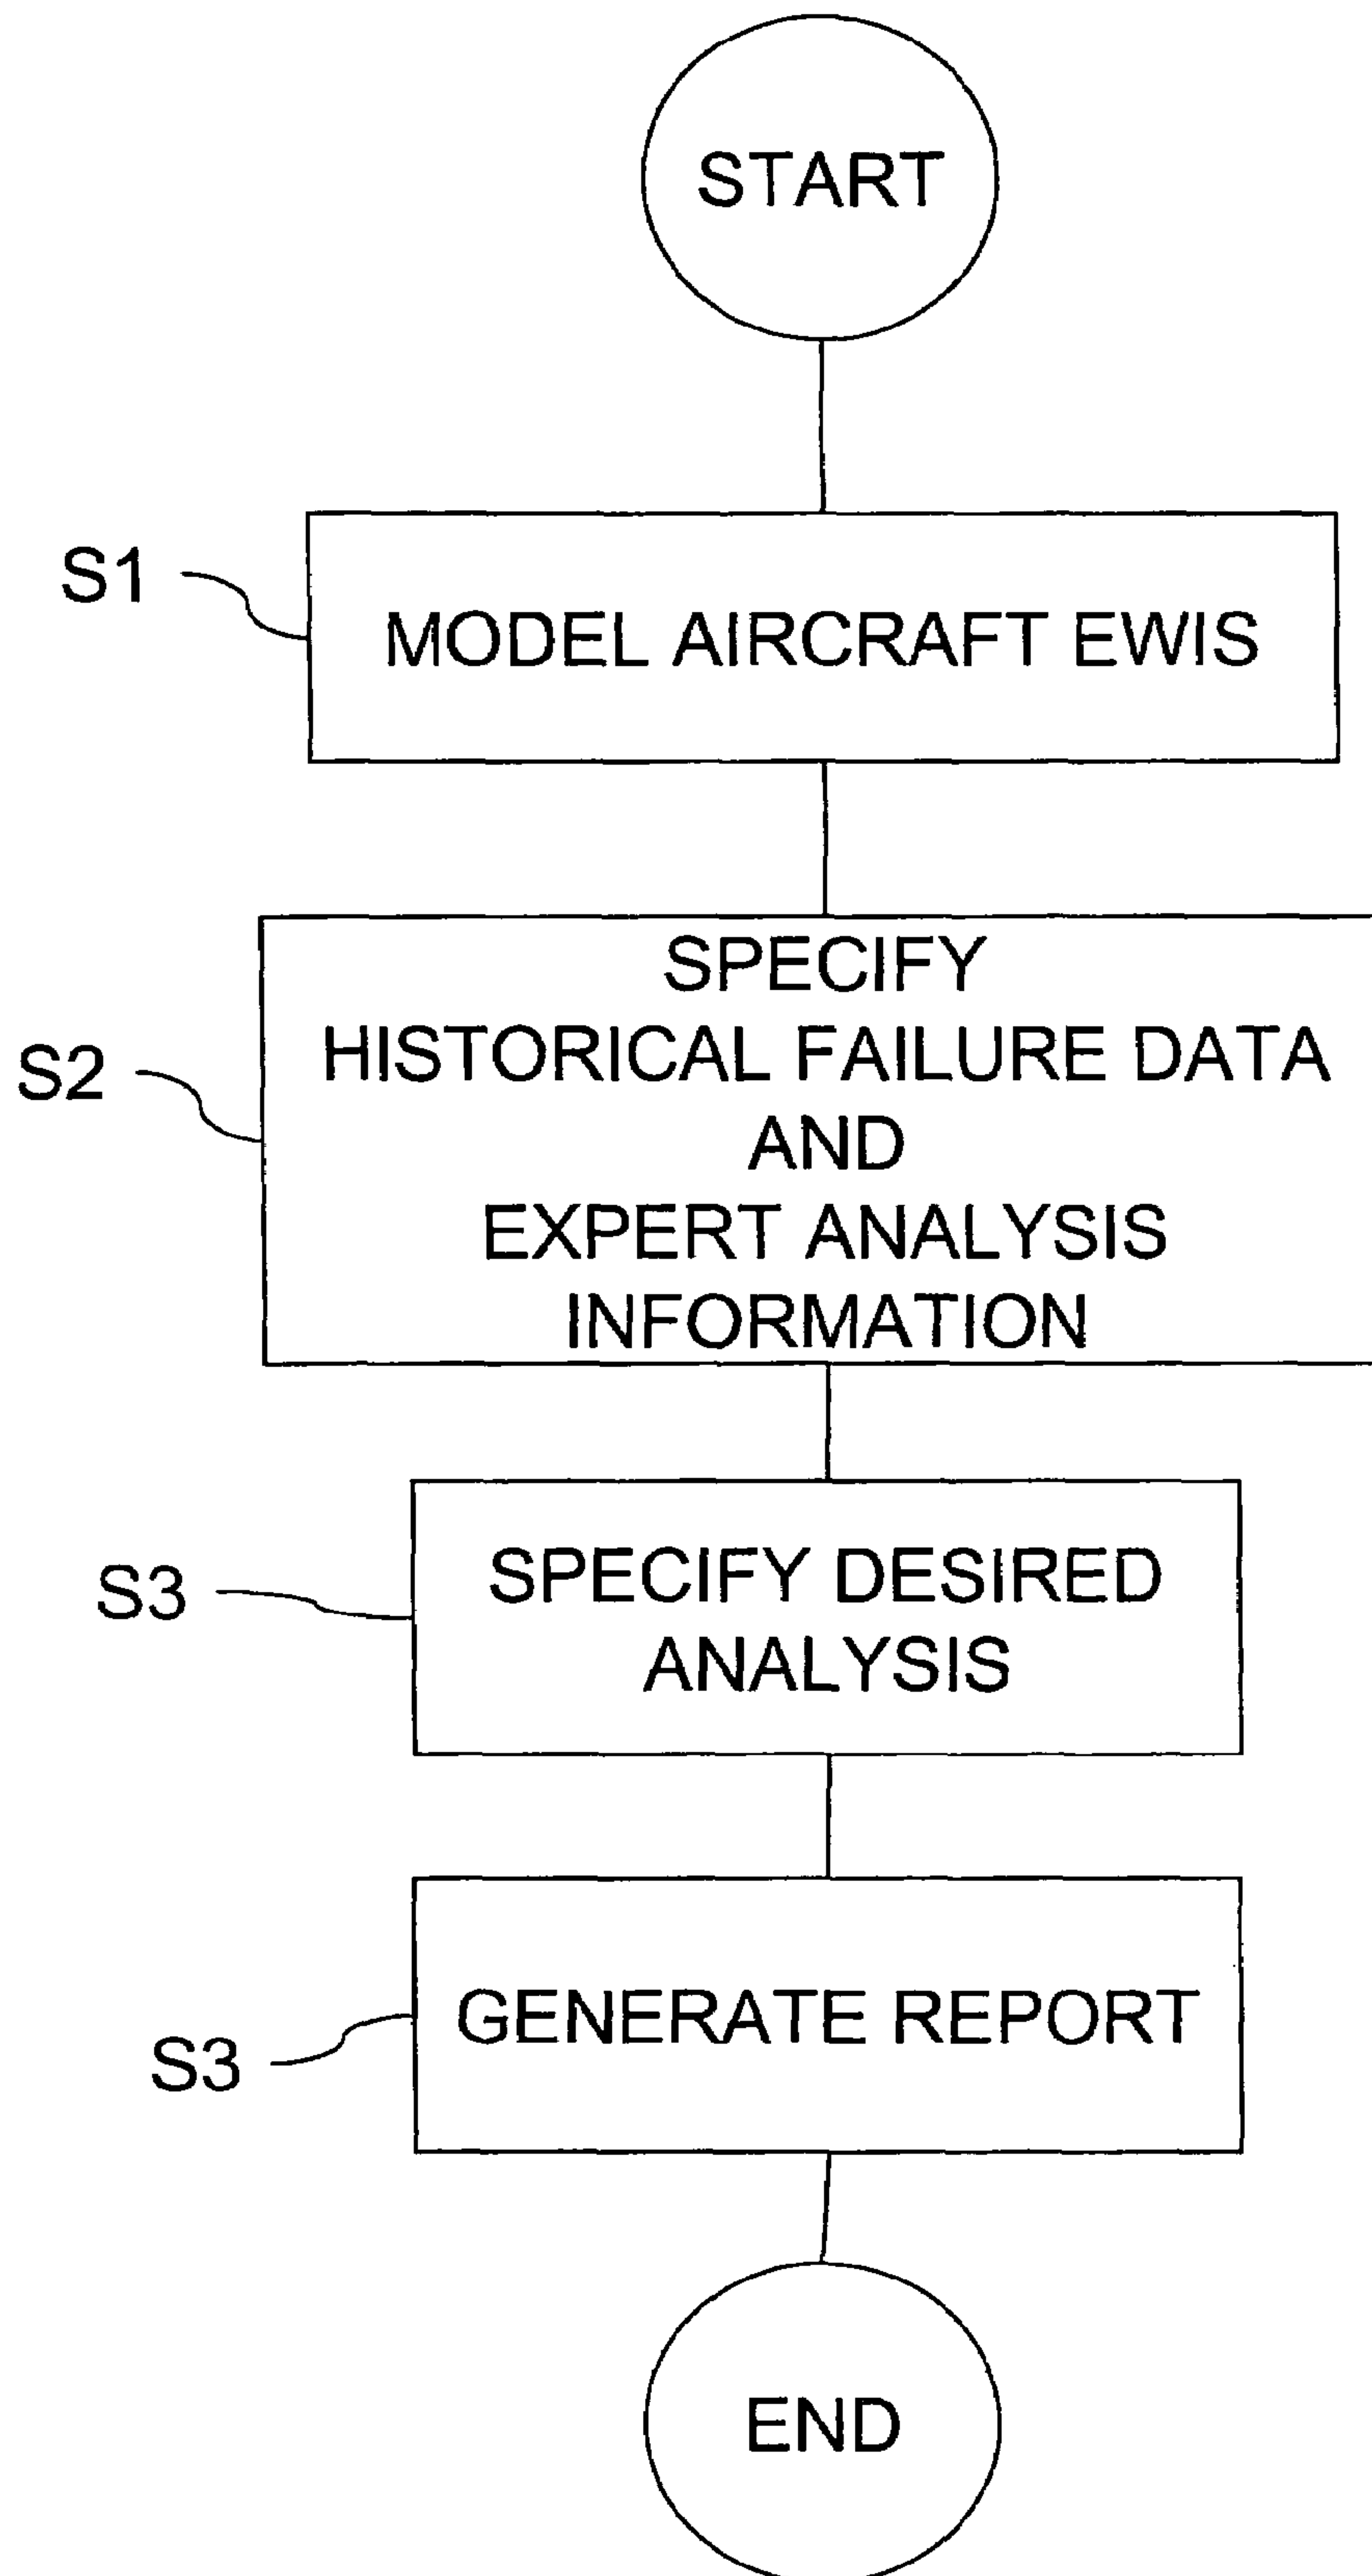 START
S1
MODEL AIRCRAFT EWIS
S2
SPECIFY
HISTORICAL FAILURE DATA
AND
EXPERT ANALYSIS
INFORMATION
S3
SPECIFY DESIRED
ANALYSIS
S3
GENERATE REPORT
END